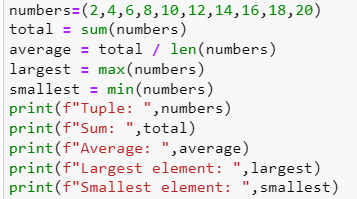 numbers=(2,4,6,8,10,12,14,16,18,20)
total = sum(numbers)
average = total / len(numbers)
largest = max(numbers)
smallest = min(numbers)
print(f"Tuple: ",numbers)
print(f"Sum: ",total)
print(f"Average: ",average)
print(f"Largest element: ",largest)
print(f"Smallest element: ",smallest)